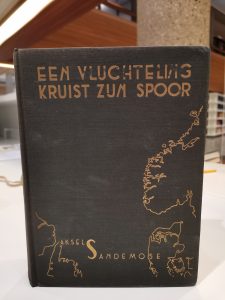 EEN VLUCHTELING
KRUIST ZIJN SPOOR
AKSEL
SANDEMOSE